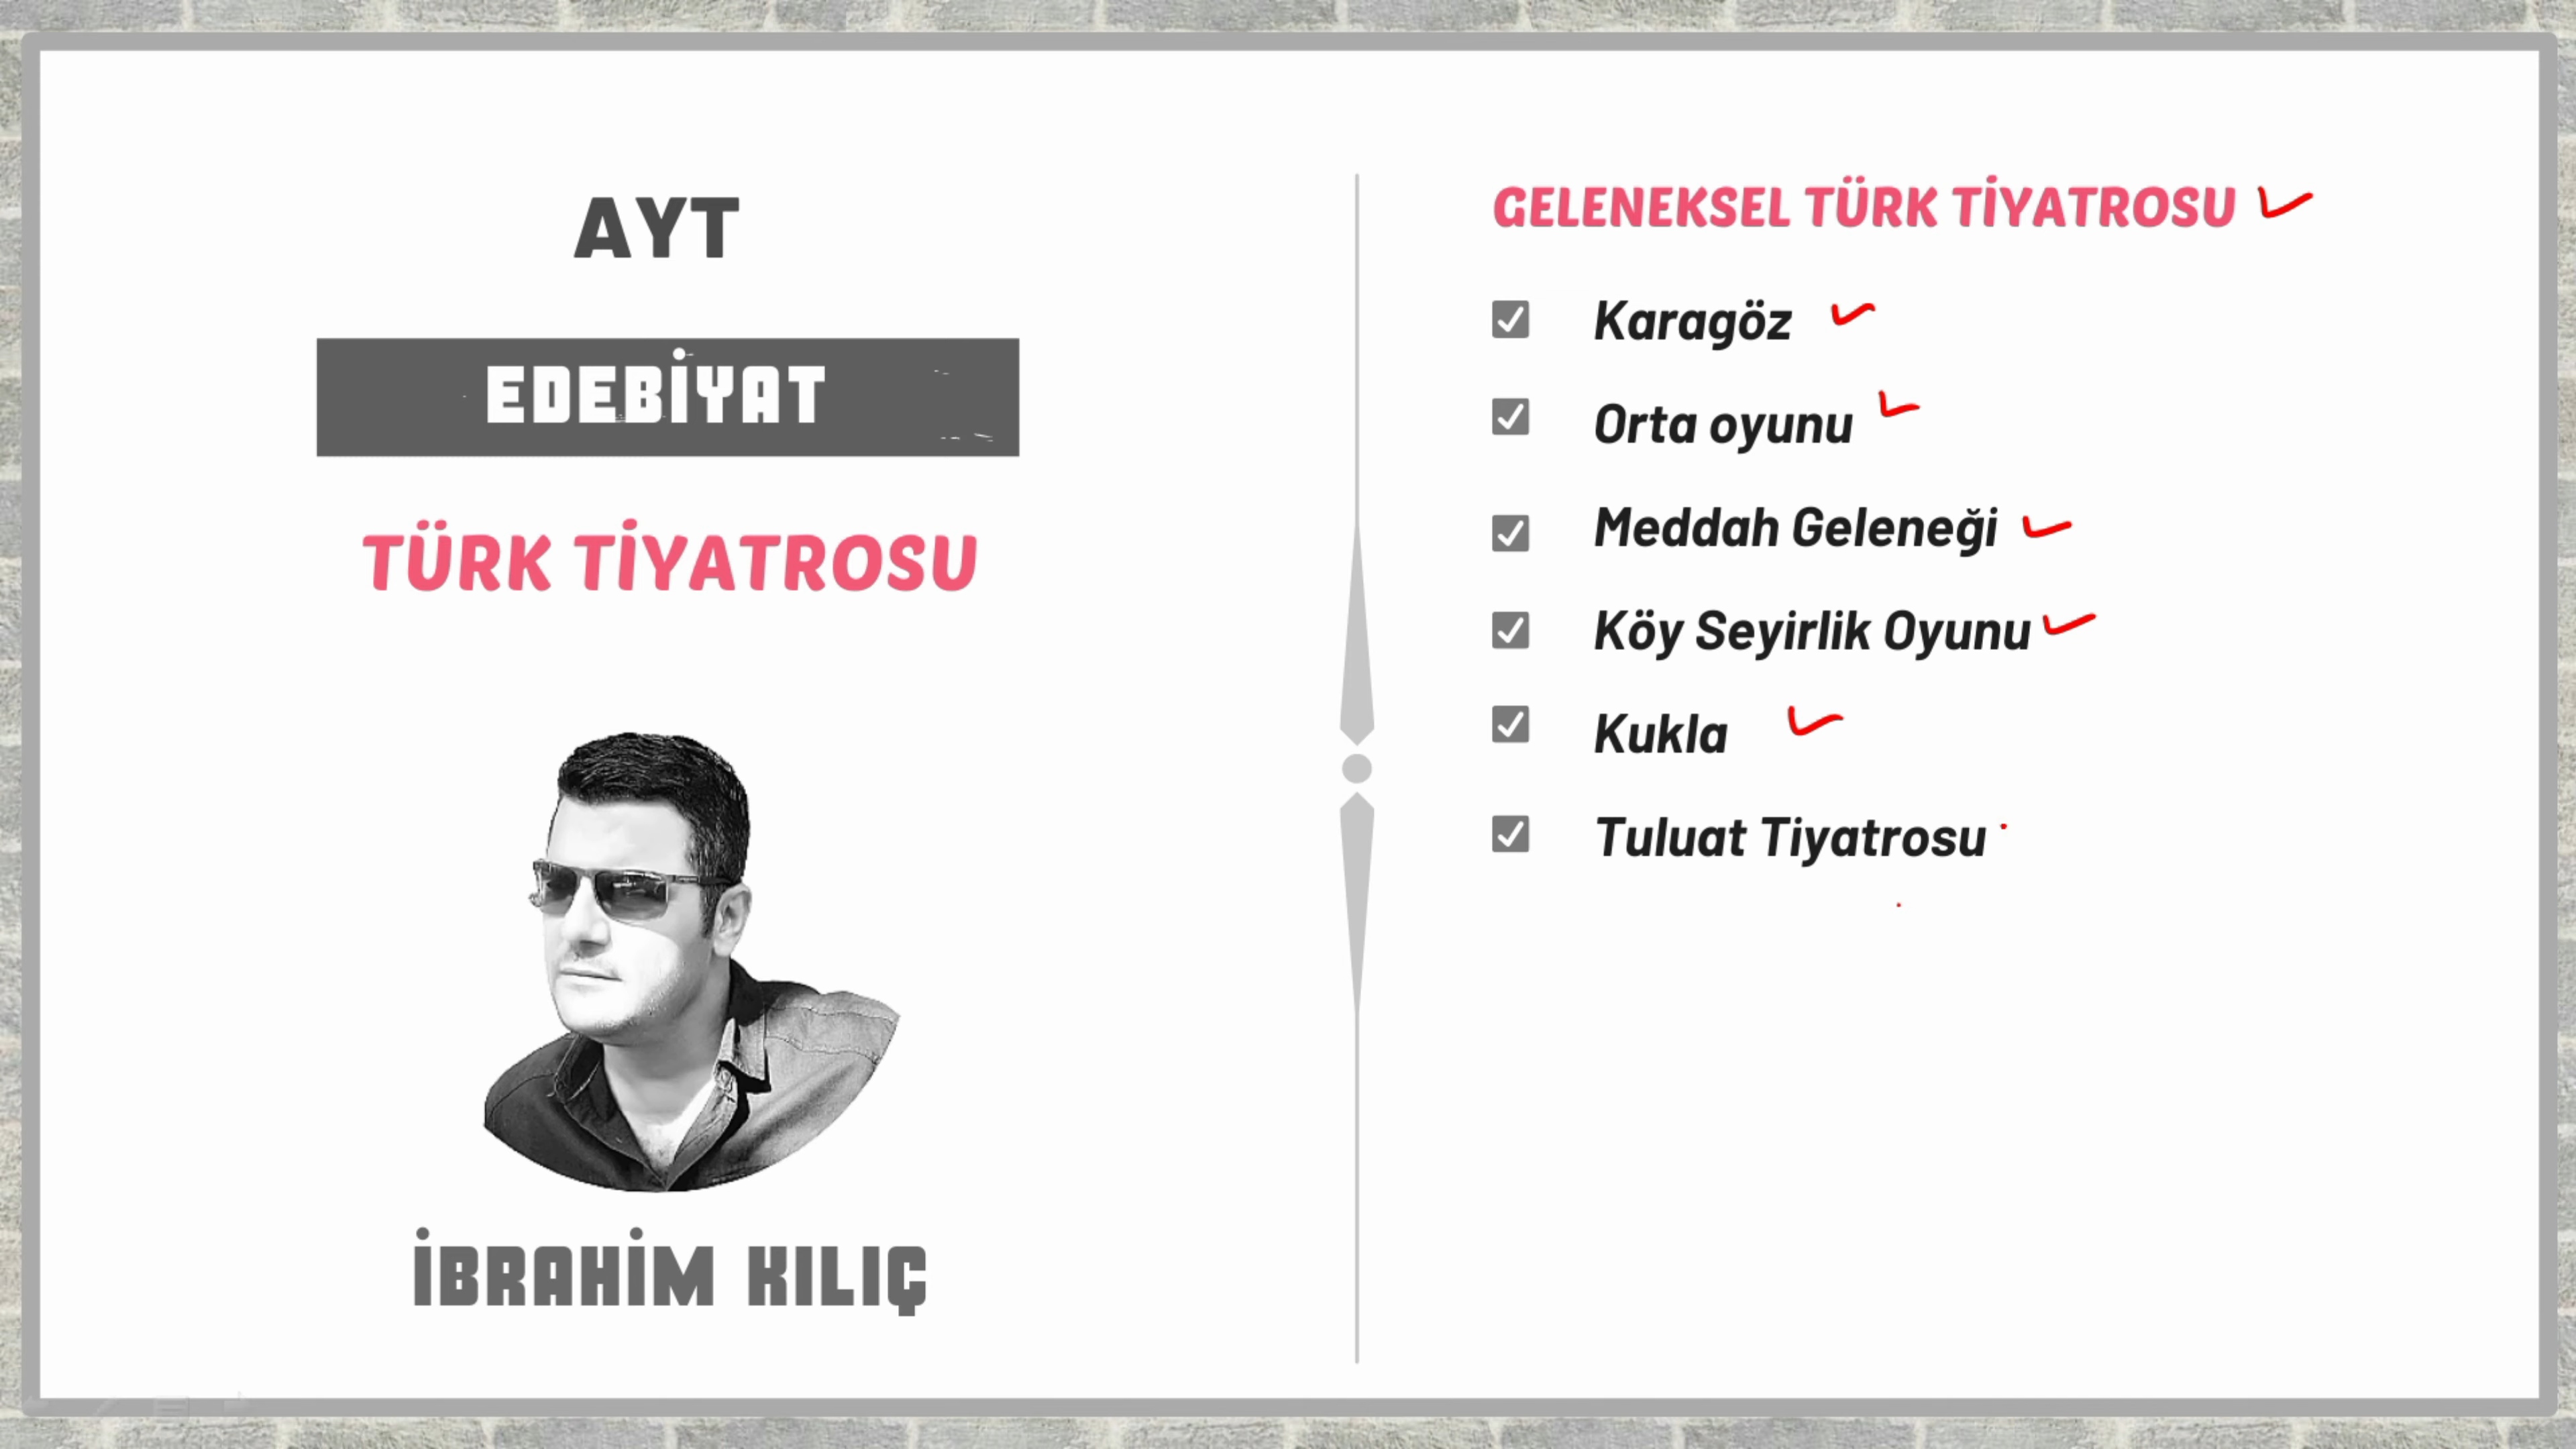 AYT
EDEBİYAT
TÜRK TİYATROSU
İBRAHİM KILIÇ
GELENEKSEL TÜRK TİYATROSU
Karagöz
Orta oyunu
Meddah Geleneği
Köy Seyirlik Oyunu
Kukla
Tuluat Tiyatrosu